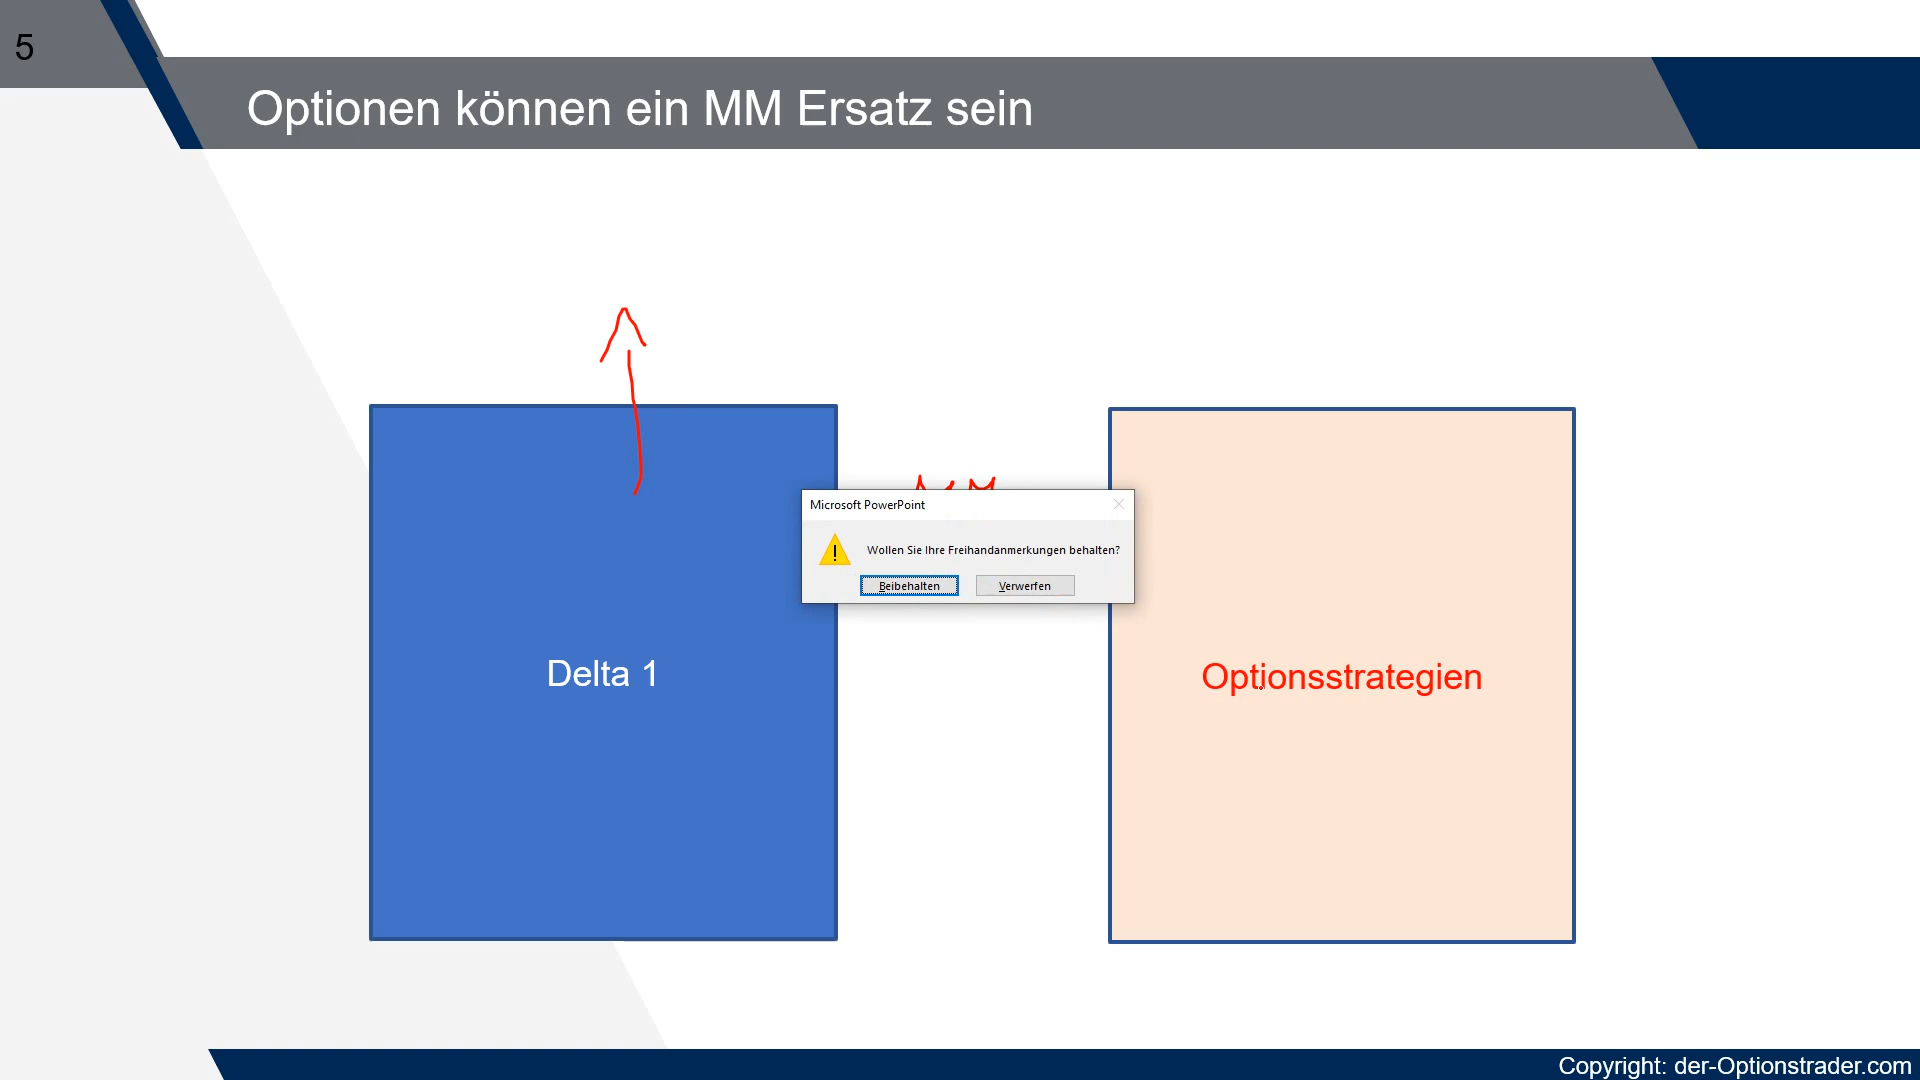 5
Optionen können ein MM Ersatz sein
Microsoft PowerPoint
Wollen Sie Ihre Freihandanmerkungen behalten?
Beibehalten Verwerfen
Delta 1
Optionsstrategien
Copyright: der-Optionstrader.com